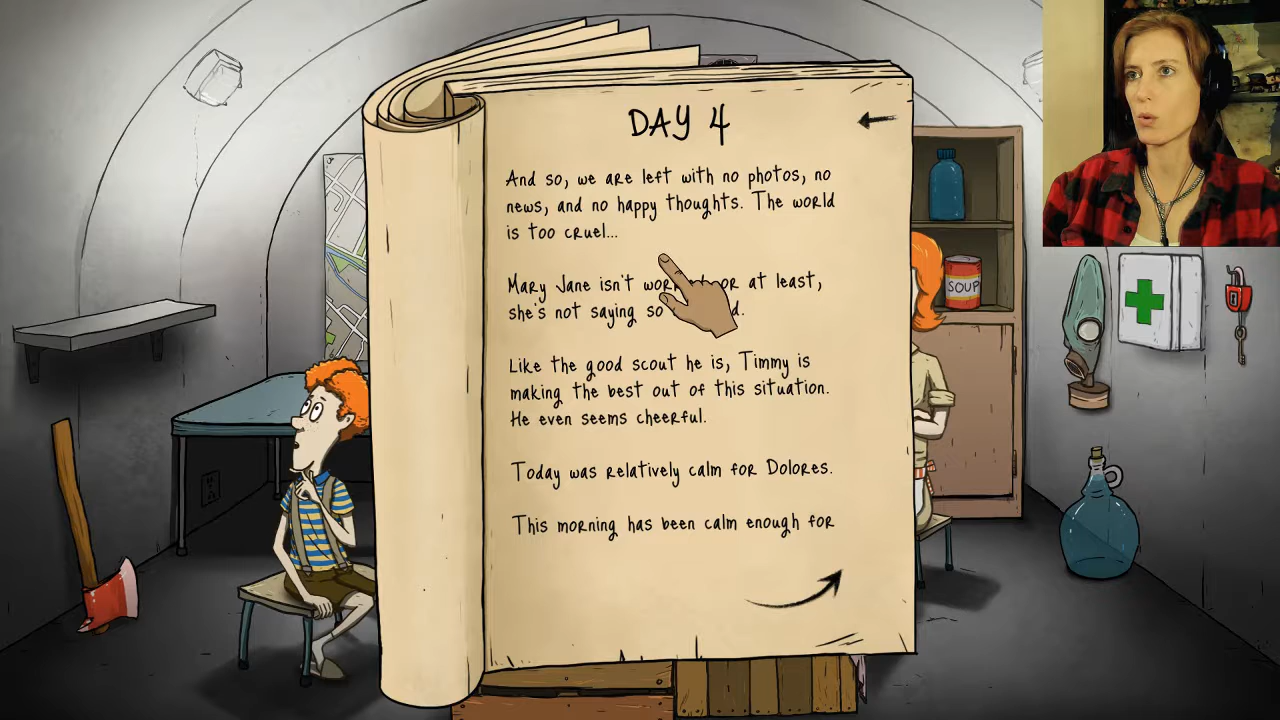 DAY 4
And so, we are left with no photos, no
news, and no happy thoughts. The world
is too cruel...
Mary Jane isn't or at least,
she's not saying so
Like the good scout he is, Timmy is
making the best out of this situation.
He even seems cheerful.
Today was relatively calm for Dolores.
This morning has been calm enough for
SOUP